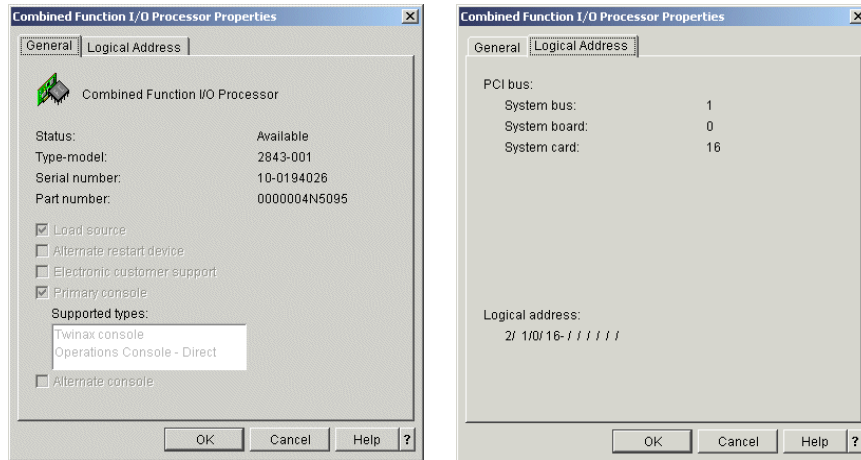 Combined Function I/O Processor Properties
General Logical Address
Combined Function I/O Processor
Status: Available
Type-model: 2843-001
Serial number: 10-0194026
Part number: 0000004N5095
Load source
Alternate restart device
Electronic customer support
Primary console
Supported types:
Twinax console
Operations Console - Direct
Alternate console
OK Cancel Help ?
Combined Function I/O Processor Properties
General Logical Address
PCI bus:
System bus: 1
System board: 0
System card: 16
Logical address:
2/ 1/0/ 16- / / / / / /
OK Cancel Help ?